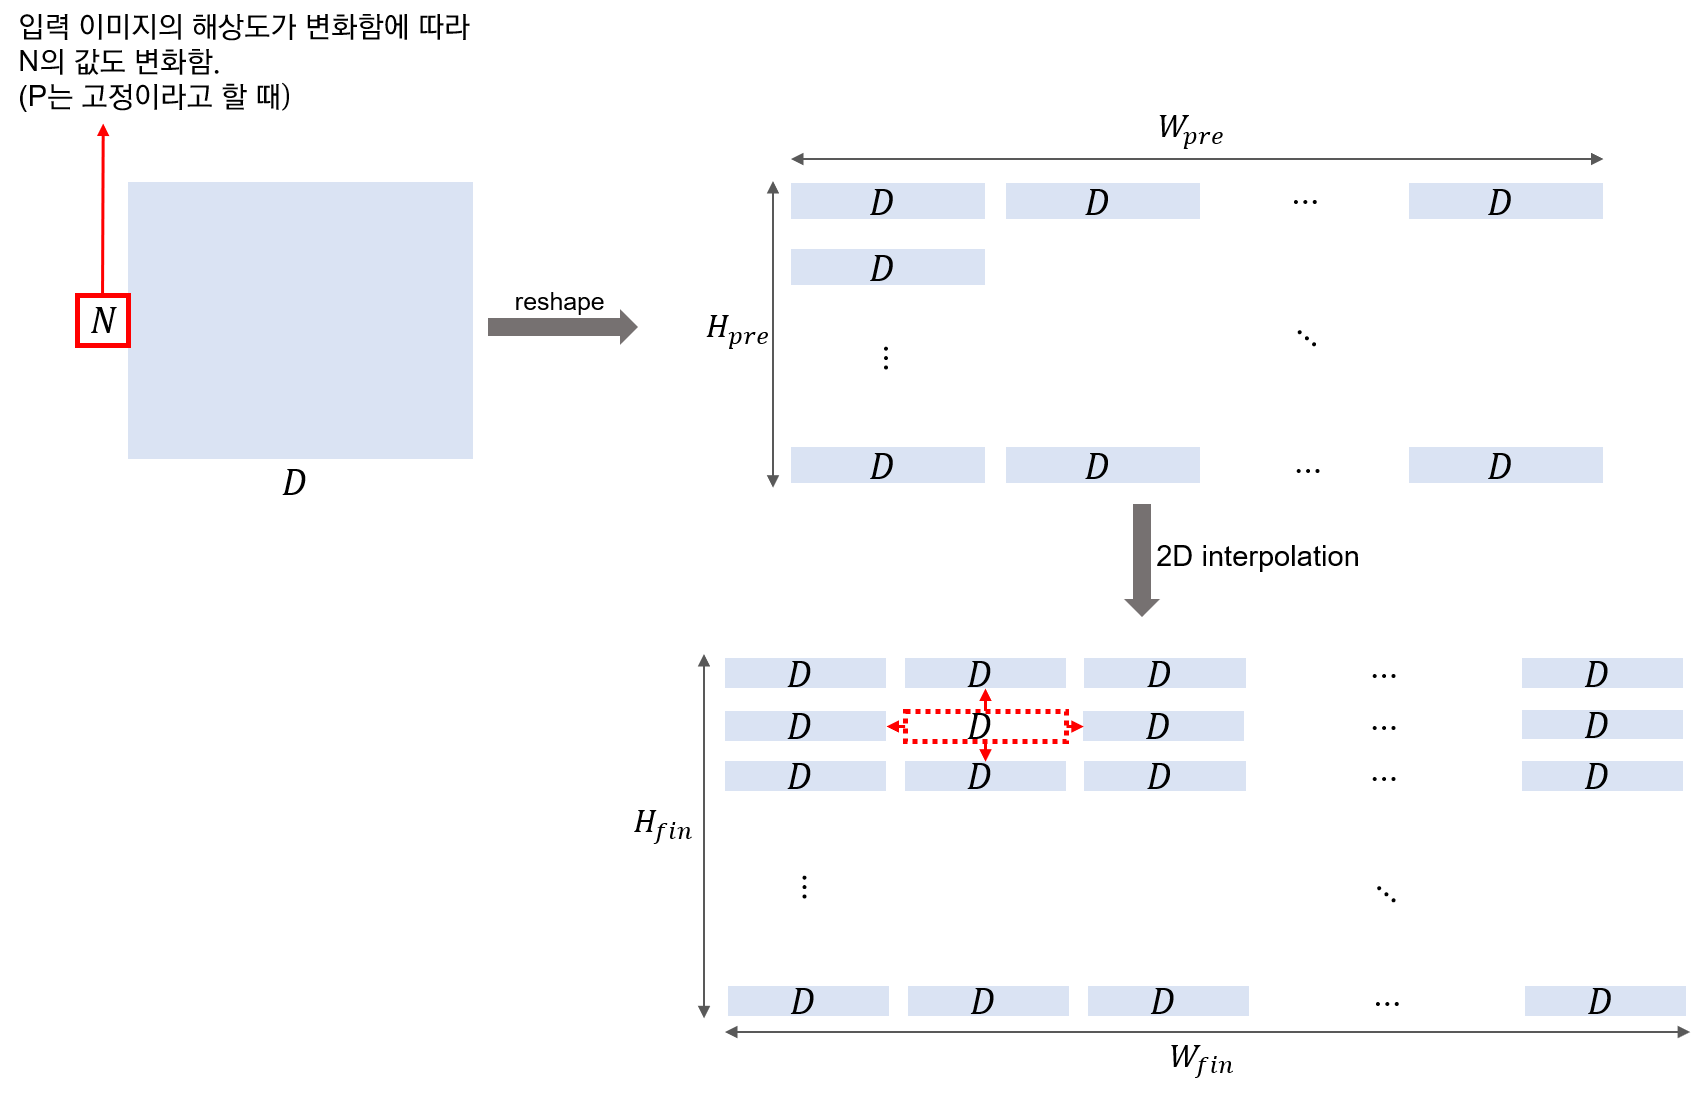 입력 이미지의 해상도가 변화함에 따라
N의 값도 변화함.
(P는 고정이라고 할 때)
N
D
reshape
W_pre
H_pre
D D ... D
D
⋮ ⋱
D D ... D
2D interpolation
H_fin
D D D ... D
D D D ... D
D D D ... D
⋮ ⋱
D D D ... D
W_fin